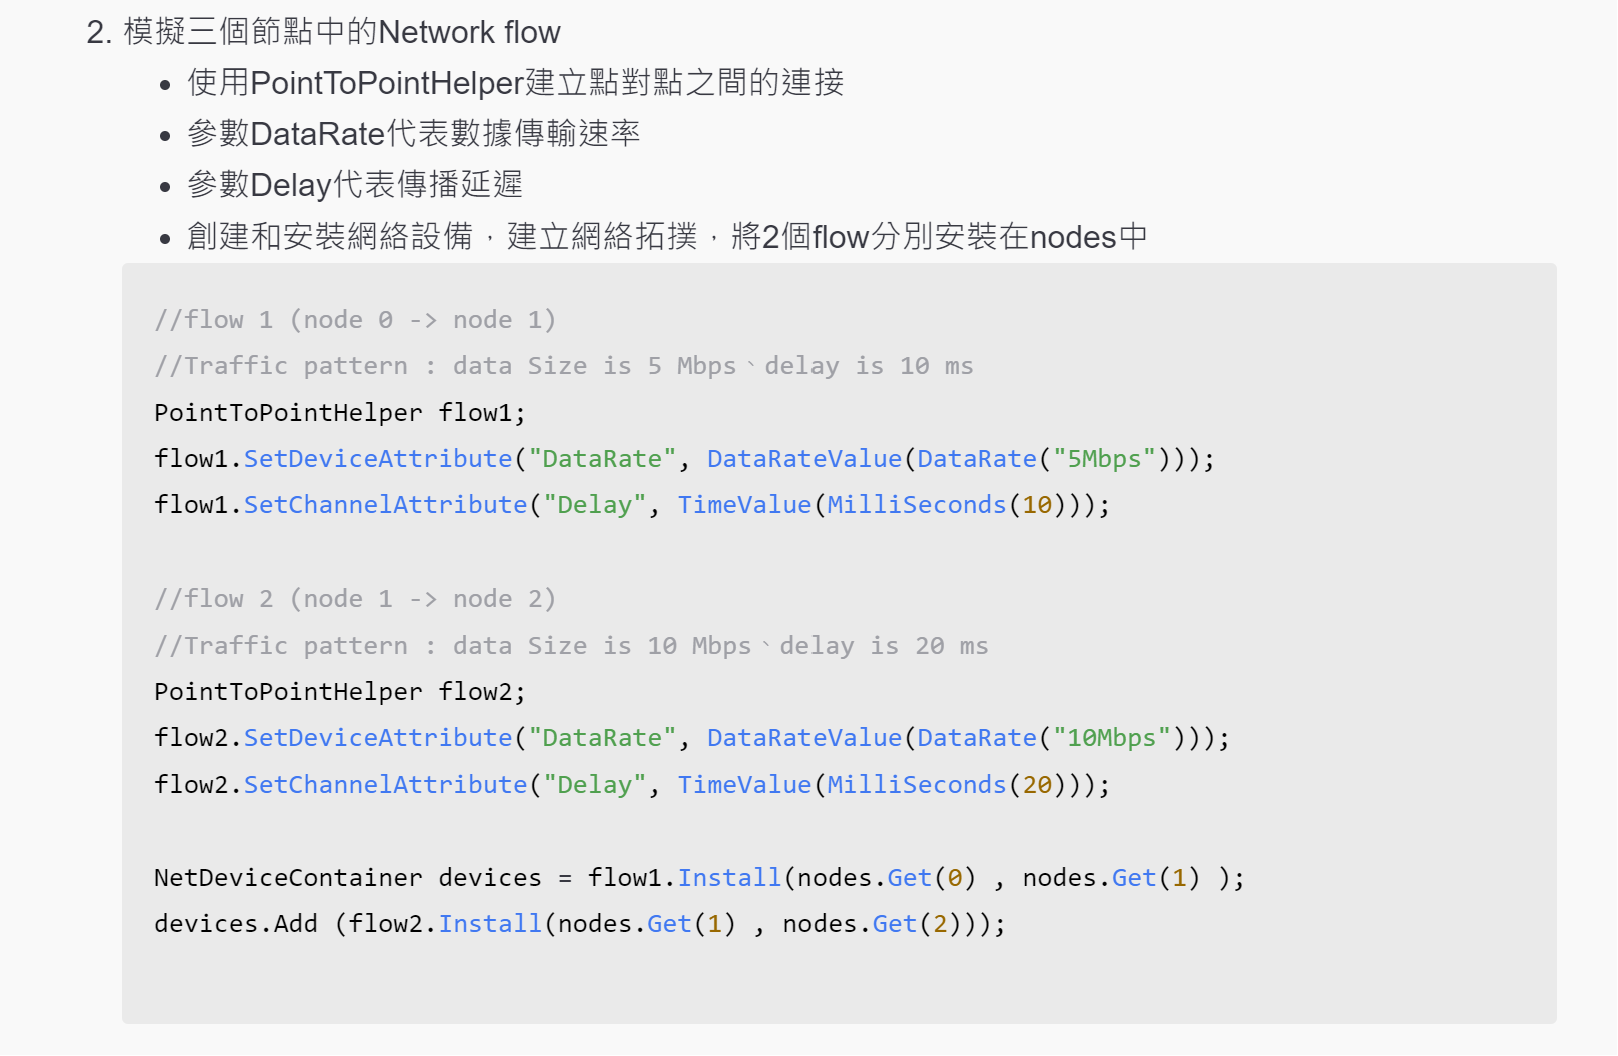 2. 模擬三個節點中的Network flow
• 使用PointToPointHelper建立點對點之間的連接
• 參數DataRate代表數據傳輸速率
• 參數Delay代表傳播延遲
• 創建和安裝網絡設備，建立網絡拓撲，將2個flow分別安裝在nodes中
//flow 1 (node 0 -> node 1)
//Traffic pattern : data Size is 5 Mbps、delay is 10 ms
PointToPointHelper flow1;
flow1.SetDeviceAttribute("DataRate", DataRateValue(DataRate("5Mbps")));
flow1.SetChannelAttribute("Delay", TimeValue(MilliSeconds(10)));
//flow 2 (node 1 -> node 2)
//Traffic pattern : data Size is 10 Mbps、delay is 20 ms
PointToPointHelper flow2;
flow2.SetDeviceAttribute("DataRate", DataRateValue(DataRate("10Mbps")));
flow2.SetChannelAttribute("Delay", TimeValue(MilliSeconds(20)));
NetDeviceContainer devices = flow1.Install(nodes.Get(0) , nodes.Get(1) );
devices.Add (flow2.Install(nodes.Get(1) , nodes.Get(2)));